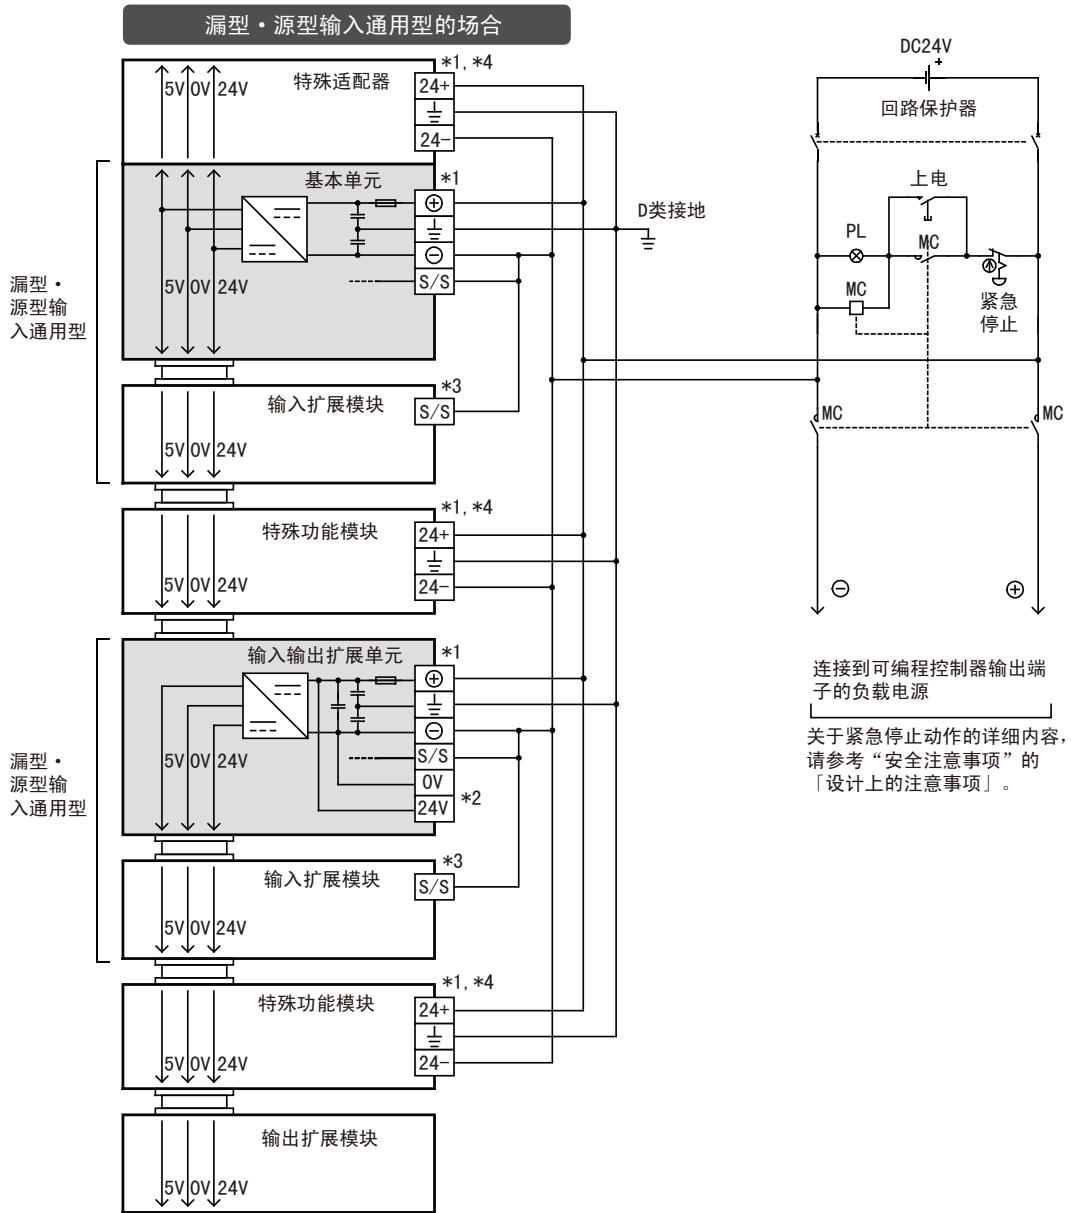 漏型・源型输入通用型的场合
*1, *4
特殊适配器
5V 0V 24V
24+
24-
基本单元
*1
S/S
5V 0V 24V
D类接地
漏型・
源型输
入通用型
*3
输入扩展模块
S/S
5V 0V 24V
*1, *4
特殊功能模块
24+
24-
5V 0V 24V
输入输出扩展单元
*1
S/S
0V
24V
*2
5V 0V 24V
漏型・
源型输
入通用型
*3
输入扩展模块
S/S
5V 0V 24V
*1, *4
特殊功能模块
24+
24-
5V 0V 24V
输出扩展模块
5V 0V 24V
DC24V
+
回路保护器
上电
PL
MC
MC
紧急
停止
MC
MC
连接到可编程控制器输出端
子的负载电源
关于紧急停止动作的详细内容，
请参考“安全注意事项”的
「设计上的注意事项」。